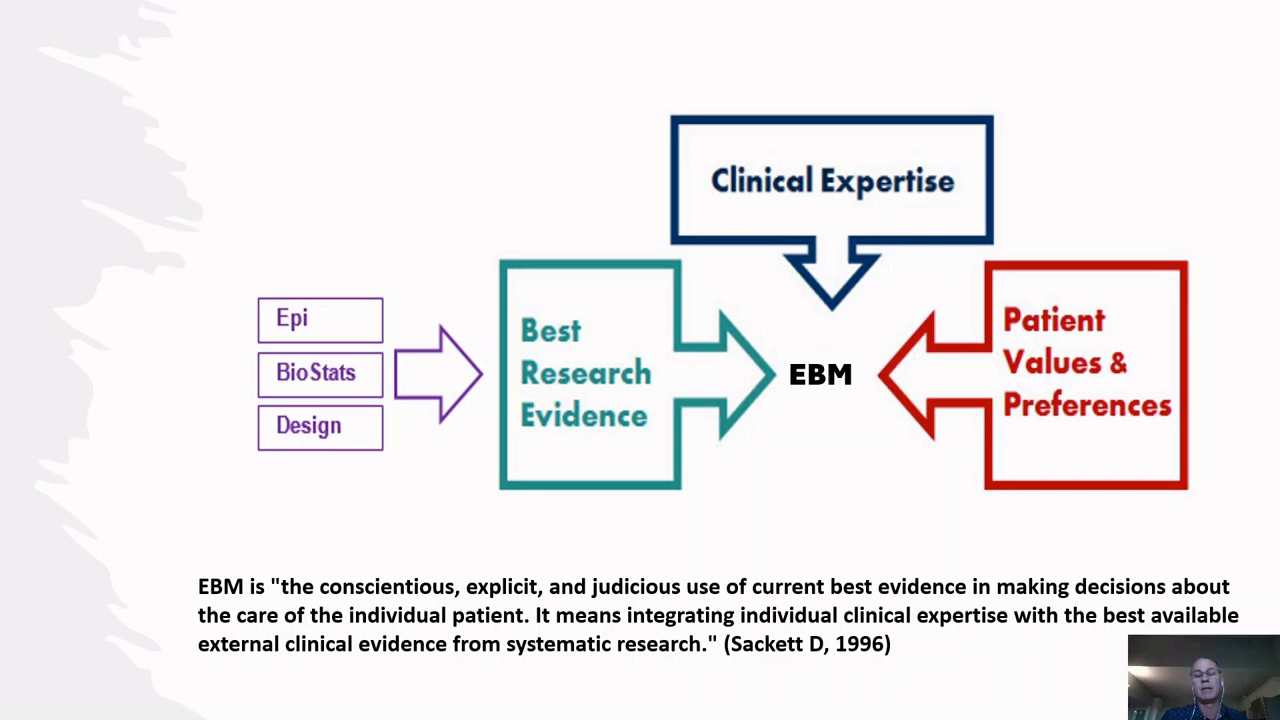 Clinical Expertise
Epi
BioStats
Design
Best
Research
Evidence
EBM
Patient
Values &
Preferences
EBM is "the conscientious, explicit, and judicious use of current best evidence in making decisions about
the care of the individual patient. It means integrating individual clinical expertise with the best available
external clinical evidence from systematic research." (Sackett D, 1996)